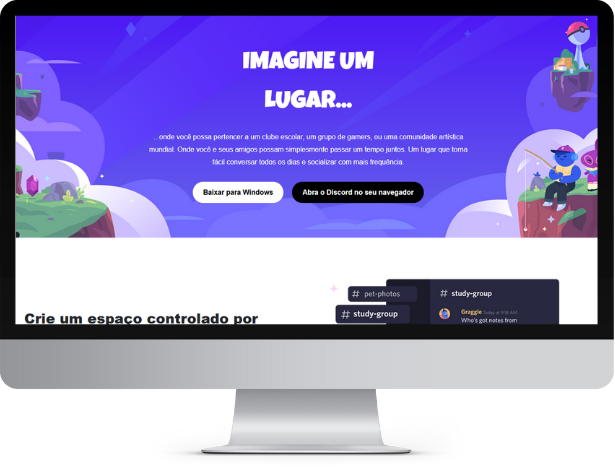 IMAGINE UM
LUGAR...
...onde você possa pertencer a um clube escolar, um grupo de gamers, ou uma comunidade artística
mundial. Onde você e seus amigos possam simplesmente passar um tempo juntos. Um lugar que torna
fácil conversar todos os dias e socializar com mais frequência.
Baixar para Windows
Abra o Discord no seu navegador
# pet-photos
# study-group
# study-group
Crie um espaço controlado por
Graggle Today at 9:18 AM
Who's got notes from